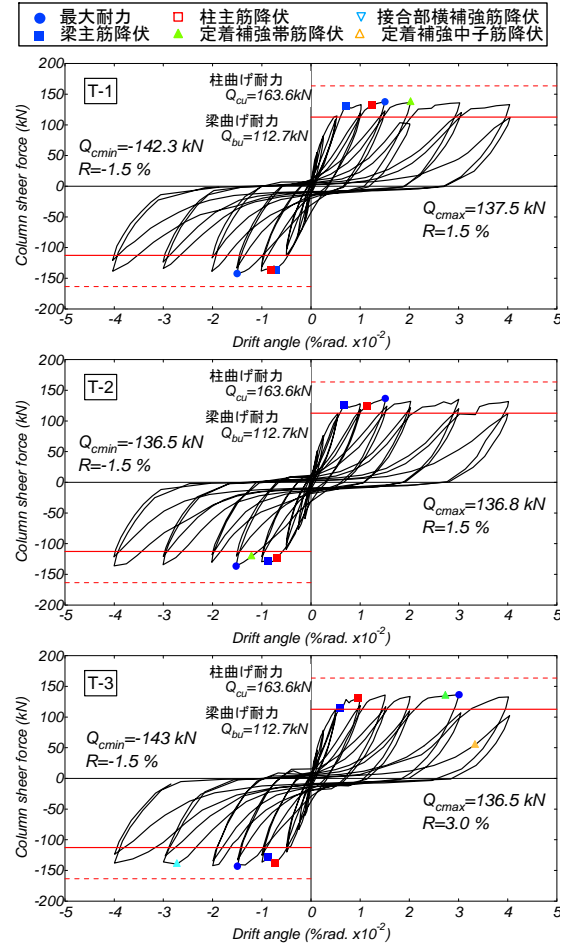 最大耐力 柱主筋降伏 接合部横補強筋降伏
梁主筋降伏 定着補強帯筋降伏 定着補強中子筋降伏
T-1
柱曲げ耐力
Qcu=163.6kN
梁曲げ耐力
Qbu=112.7kN
Qcmin=-142.3 kN
R=-1.5 %
Qcmax=137.5 kN
R=1.5 %
Column sheer force (kN)
200
150
100
50
0
-50
-100
-150
-200
-5 -4 -3 -2 -1 0 1 2 3 4 5
Drift angle (%rad. x10-2)
T-2
柱曲げ耐力
Qcu=163.6kN
梁曲げ耐力
Qbu=112.7kN
Qcmin=-136.5 kN
R=-1.5 %
Qcmax=136.8 kN
R=1.5 %
Column sheer force (kN)
200
150
100
50
0
-50
-100
-150
200
-5 -4 -3 -2 -1 0 1 2 3 4 5
Drift angle (%rad. x10-2)
T-3
柱曲げ耐力
Qcu=163.6kN
梁曲げ耐力
Qbu=112.7kN
Qcmin=-143 kN
R=-1.5 %
Qcmax=136.5 kN
R=3.0 %
Column sheer force (kN)
200
150
100
50
0
-50
-100
-150
-200
-5 -4 -3 -2 -1 0 1 2 3 4 5
Drift angle (%rad. x10-2)